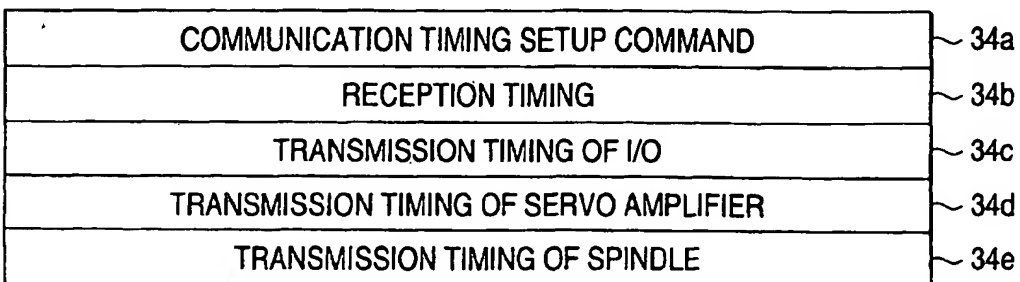 COMMUNICATION TIMING SETUP COMMAND ~ 34a
RECEPTION TIMING ~ 34b
TRANSMISSION TIMING OF I/O ~ 34c
TRANSMISSION TIMING OF SERVO AMPLIFIER ~ 34d
TRANSMISSION TIMING OF SPINDLE ~ 34e